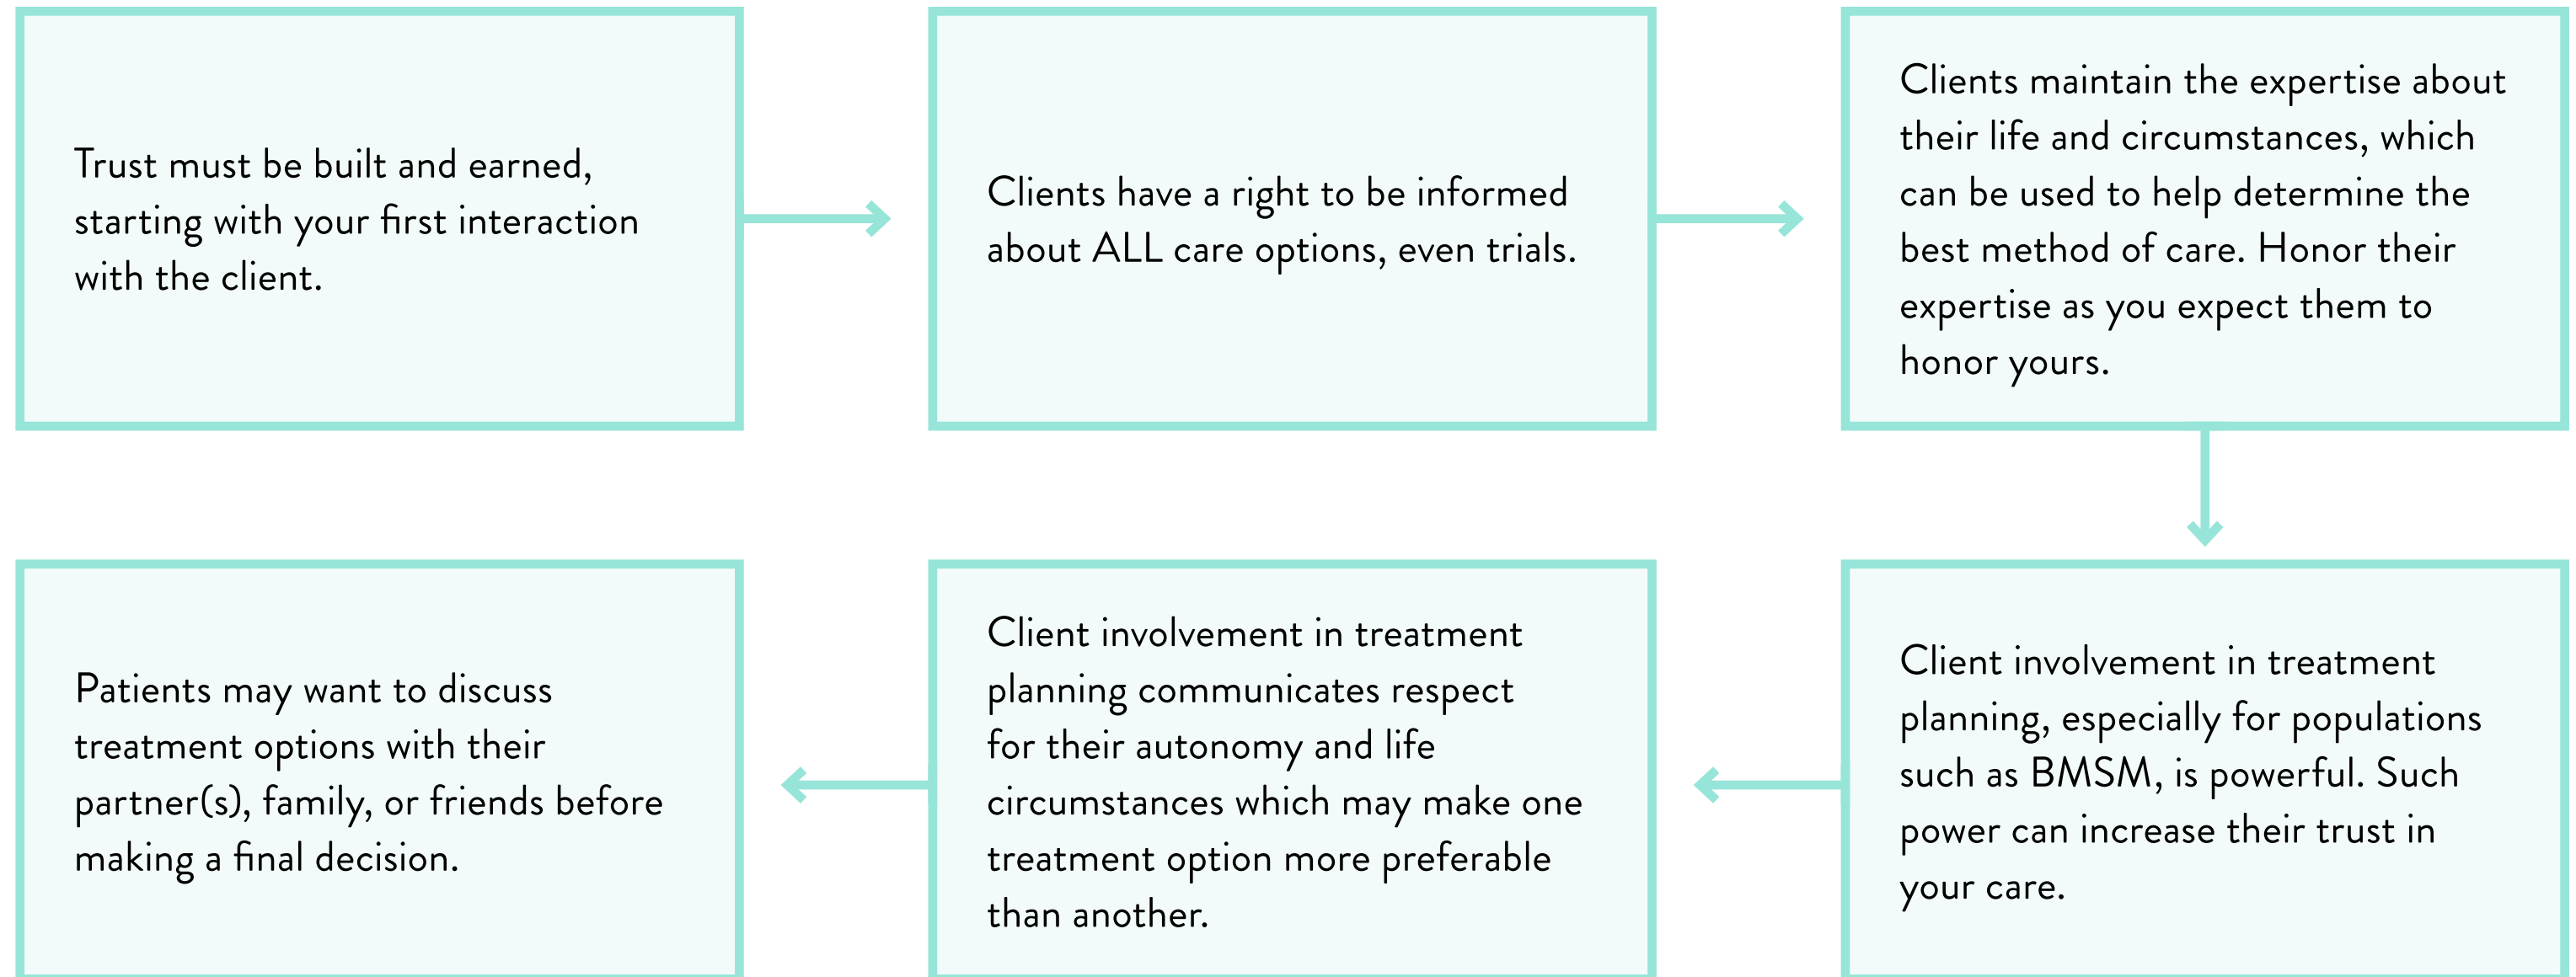 Trust must be built and earned,
starting with your first interaction
with the client.
Clients have a right to be informed
about ALL care options, even trials.
Clients maintain the expertise about
their life and circumstances, which
can be used to help determine the
best method of care. Honor their
expertise as you expect them to
honor yours.
Client involvement in treatment
planning, especially for populations
such as BMSM, is powerful. Such
power can increase their trust in
your care.
Client involvement in treatment
planning communicates respect
for their autonomy and life
circumstances which may make one
treatment option more preferable
than another.
Patients may want to discuss
treatment options with their
partner(s), family, or friends before
making a final decision.